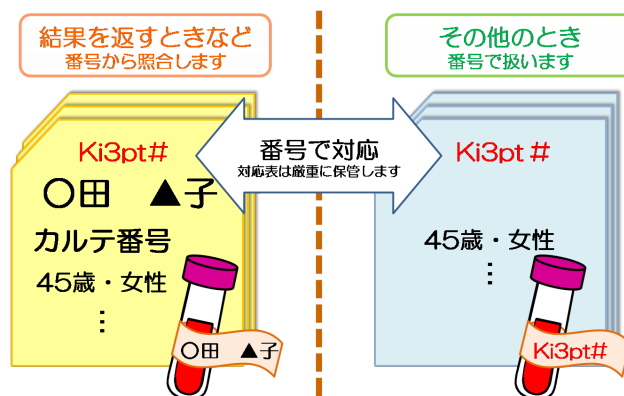 結果を返すときなど
番号から照合します
その他のとき
番号で扱います
Ki3pt#
〇田 ▲子
カルテ番号
45歳・女性
⋮
〇田 ▲子
番号で対応
対応表は厳重に保管します
Ki3pt#
45歳・女性
⋮
Ki3pt#